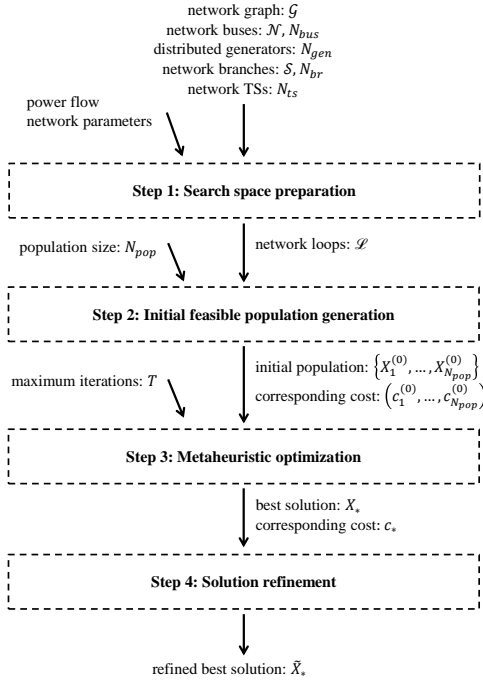 network graph: 𝒢
network buses: 𝒩, N_bus
distributed generators: N_gen
network branches: 𝒮, N_br
network TSs: N_ts
power flow
network parameters
Step 1: Search space preparation
population size: N_pop
network loops: ℒ
Step 2: Initial feasible population generation
initial population: {X_1^(0), …, X_{N_pop}^(0)}
maximum iterations: T
corresponding cost: (c_1^(0), …, c_{N_pop}^(0))
Step 3: Metaheuristic optimization
best solution: X_*
corresponding cost: c_*
Step 4: Solution refinement
refined best solution: X̃_*